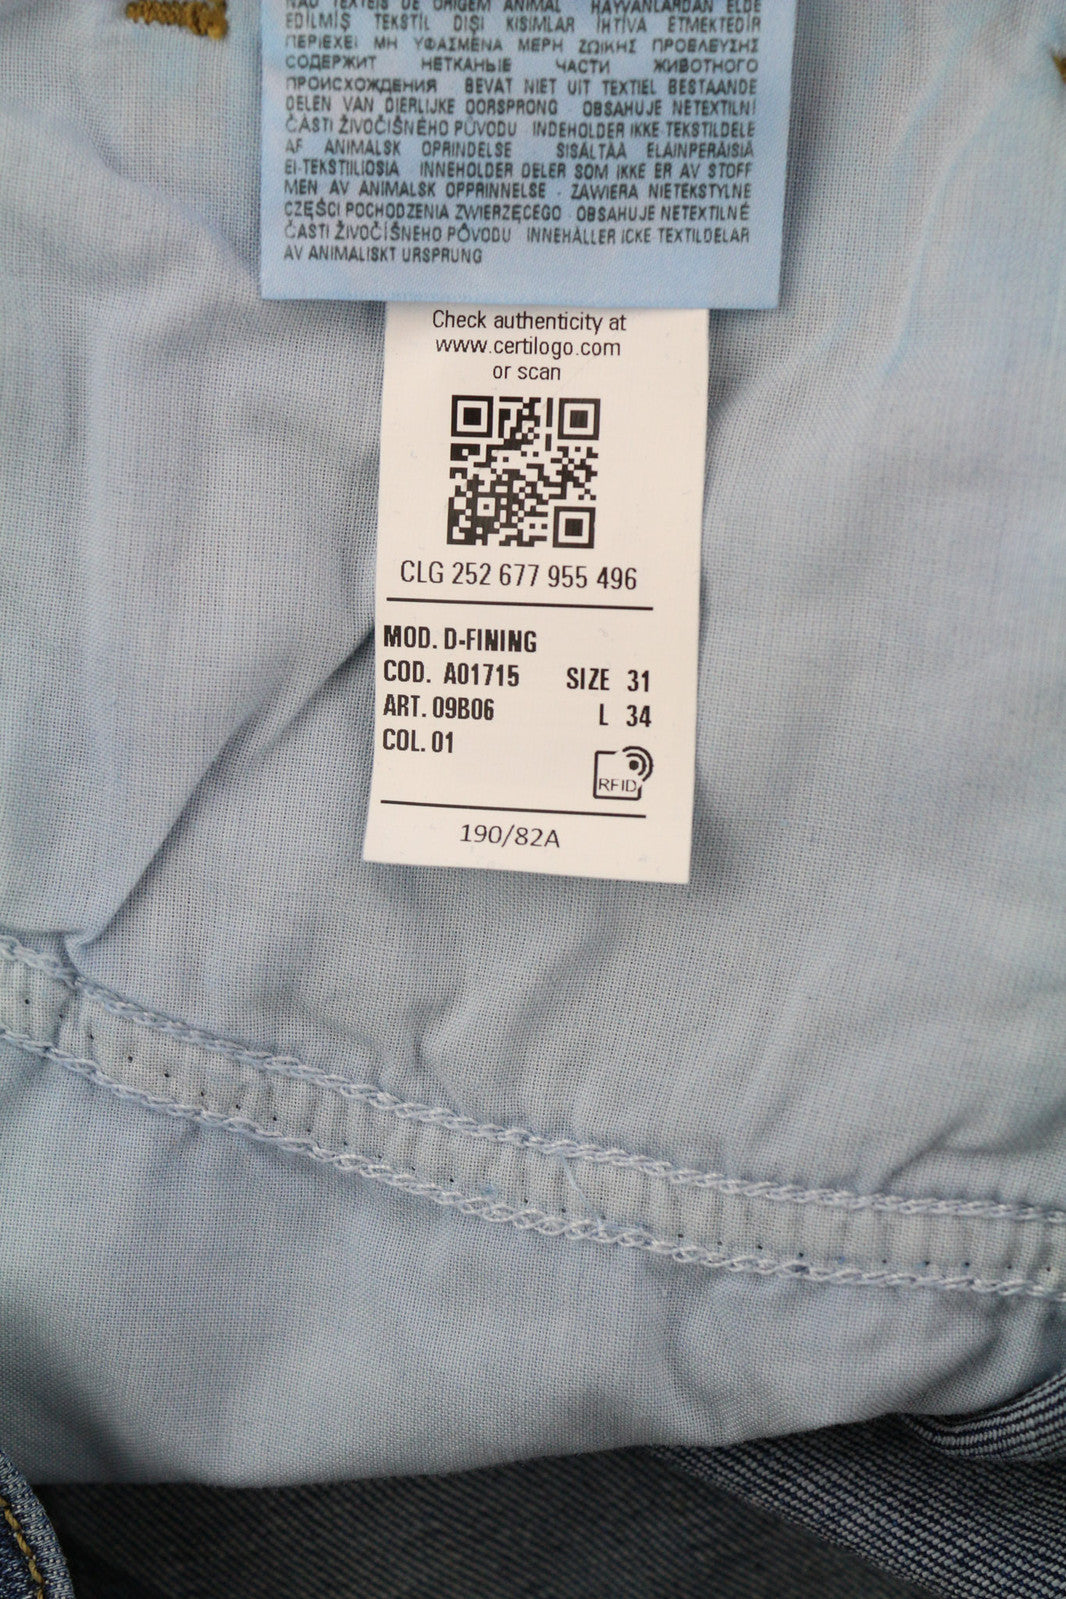 NÃO TÊXTEIS DE ORIGEM ANIMAL HAYVANLARDAN ELDE
EDİLMİŞ TEKSTİL DIŞI KISIMLAR İHTİVA ETMEKTEDİR
ΠΕΡΙΕΧΕΙ ΜΗ ΥΦΑΣΜΕΝΑ ΜΕΡΗ ΖΩΙΚΗΣ ΠΡΟΕΛΕΥΣΗΣ
СОДЕРЖИТ НЕТКАНЫЕ ЧАСТИ ЖИВОТНОГО
ПРОИСХОЖДЕНИЯ BEVAT NIET UIT TEXTIEL BESTAANDE
DELEN VAN DIERLIJKE OORSPRONG OBSAHUJE NETEXTILNÍ
ČÁSTI ŽIVOČIŠNÉHO PŮVODU INDEHOLDER IKKE TEKSTILDELE
AF ANIMALSK OPRINDELSE SISÄLTÄÄ ELÄINPERÄISIÄ
EI-TEKSTIILIOSIA INNEHOLDER DELER SOM IKKE ER AV STOFF
MEN AV ANIMALSK OPPRINNELSE - ZAWIERA NIETEKSTYLNE
CZĘŚCI POCHODZENIA ZWIERZĘCEGO OBSAHUJE NETEXTILNÉ
ČASTI ŽIVOČÍŠNEHO PÔVODU INNEHÅLLER ICKE TEXTILDELAR
AV ANIMALISKT URSPRUNG
Check authenticity at
www.certilogo.com
or scan
CLG 252 677 955 496
MOD. D-FINING
COD. A01715 SIZE 31
ART. 09B06 L 34
COL. 01
RFID
190/82A